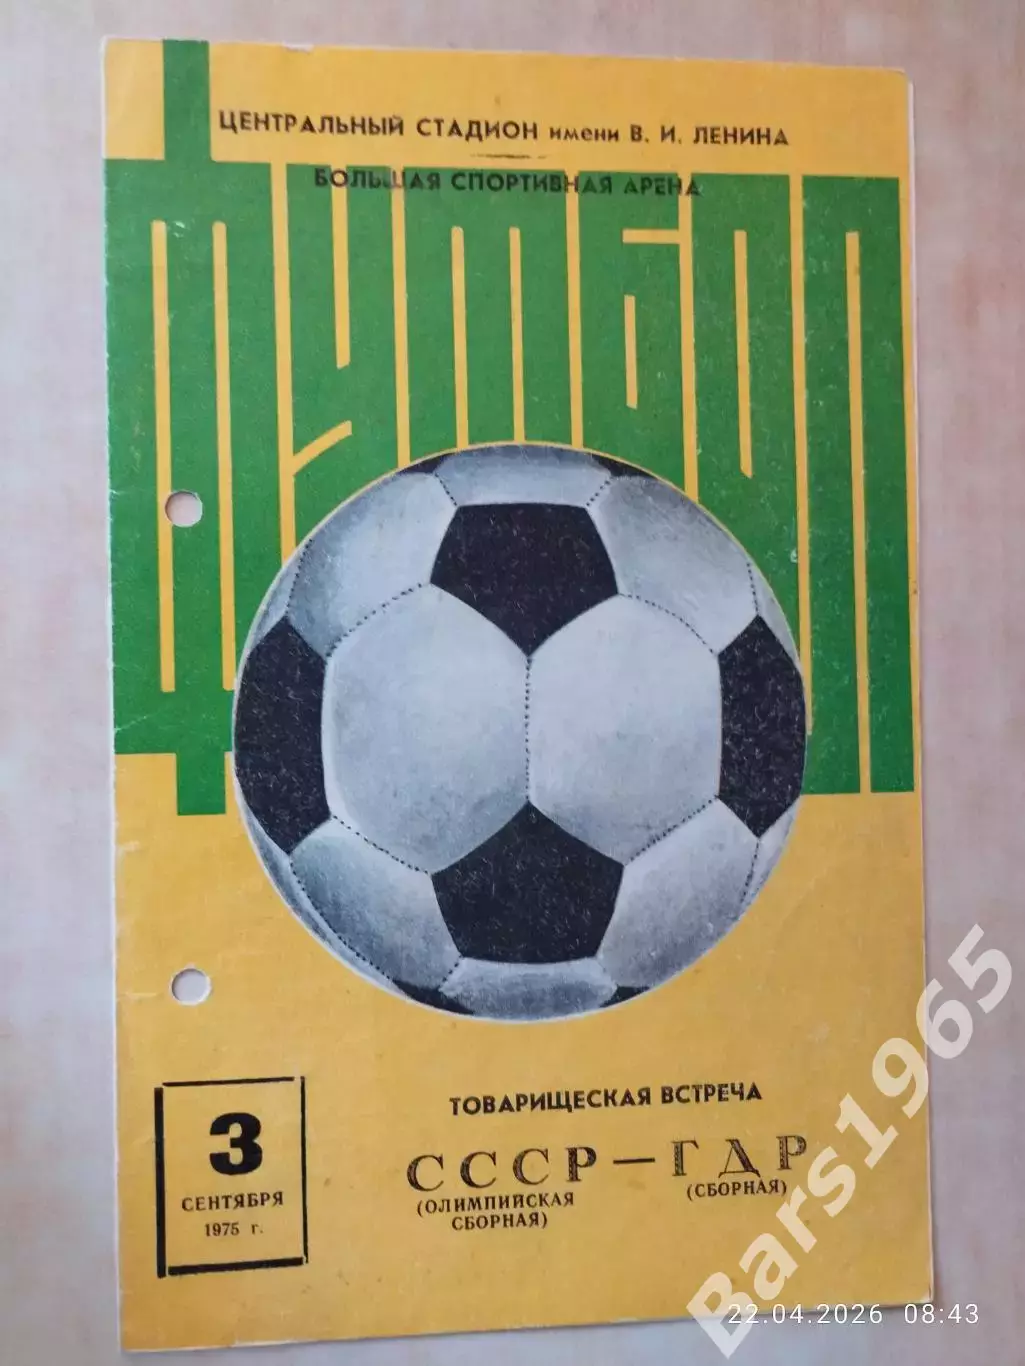 ЦЕНТРАЛЬНЫЙ СТАДИОН имени В. И. ЛЕНИНА
БОЛЬШАЯ СПОРТИВНАЯ АРЕНА
ФУТБОЛ
3
СЕНТЯБРЯ
1975 г.
ТОВАРИЩЕСКАЯ ВСТРЕЧА
СССР — ГДР
(ОЛИМПИЙСКАЯ СБОРНАЯ)
(СБОРНАЯ)
Bars1965
22.04.2026 08:43